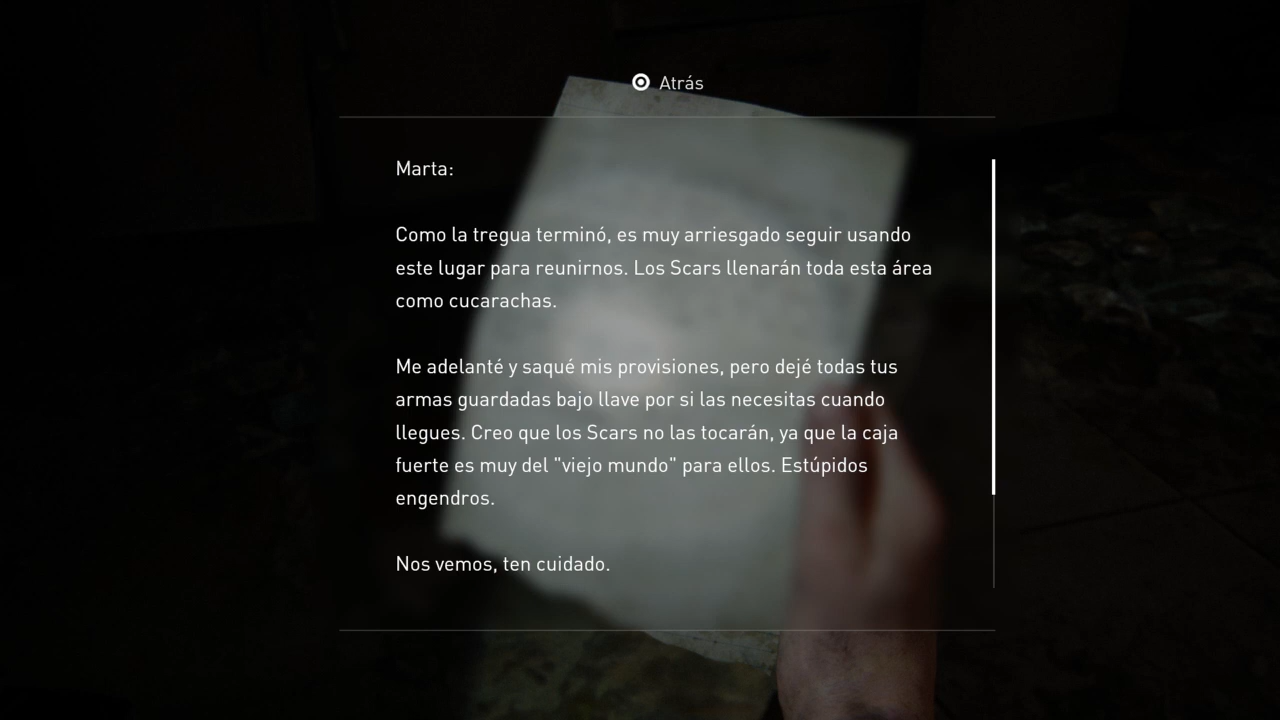 Atrás
Marta:
Como la tregua terminó, es muy arriesgado seguir usando
este lugar para reunirnos. Los Scars llenarán toda esta área
como cucarachas.
Me adelanté y saqué mis provisiones, pero dejé todas tus
armas guardadas bajo llave por si las necesitas cuando
llegues. Creo que los Scars no las tocarán, ya que la caja
fuerte es muy del "viejo mundo" para ellos. Estúpidos
engendros.
Nos vemos, ten cuidado.